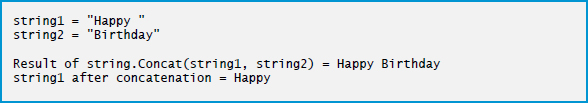 string1 = "Happy "
string2 = "Birthday"
Result of string.Concat(string1, string2) = Happy Birthday
string1 after concatenation = Happy